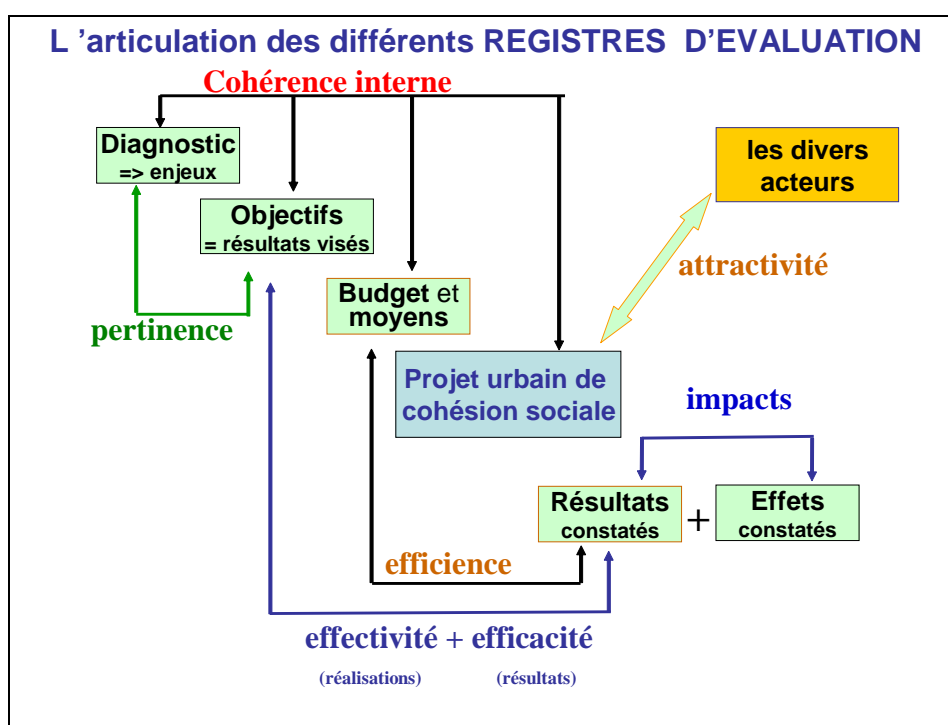 L ’articulation des différents REGISTRES D’EVALUATION
Cohérence interne
Diagnostic
=> enjeux
les divers
acteurs
Objectifs
= résultats visés
attractivité
Budget et
moyens
pertinence
Projet urbain de
cohésion sociale
impacts
Résultats
constatés
+
Effets
constatés
efficience
effectivité + efficacité
(réalisations) (résultats)